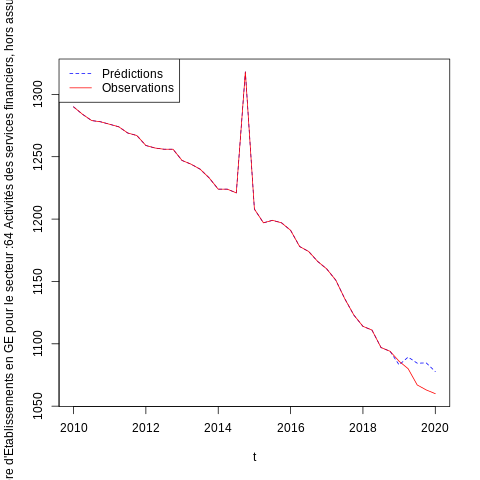 re d'Etablissements en GE pour le secteur :64 Activités des services financiers, hors assu
Prédictions
Observations
1300
1250
1200
1150
1100
1050
2010 2012 2014 2016 2018 2020
t